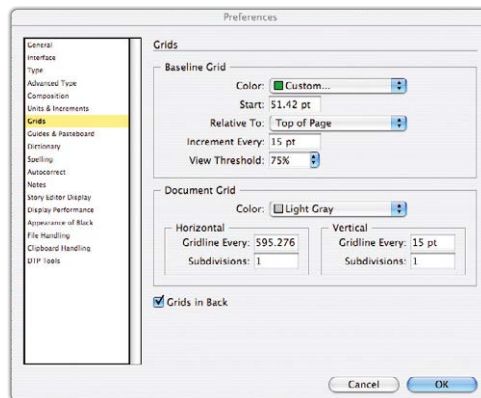 Preferences
General
Interface
Type
Advanced Type
Composition
Units & Increments
Grids
Guides & Pasteboard
Dictionary
Spelling
Autocorrect
Notes
Story Editor Display
Display Performance
Appearance of Black
File Handling
Clipboard Handling
DTP Tools
Grids
Baseline Grid
Color: Custom...
Start: 51.42 pt
Relative To: Top of Page
Increment Every: 15 pt
View Threshold: 75%
Document Grid
Color: Light Gray
Horizontal
Gridline Every: 595.276
Subdivisions: 1
Vertical
Gridline Every: 15 pt
Subdivisions: 1
Grids in Back
Cancel OK